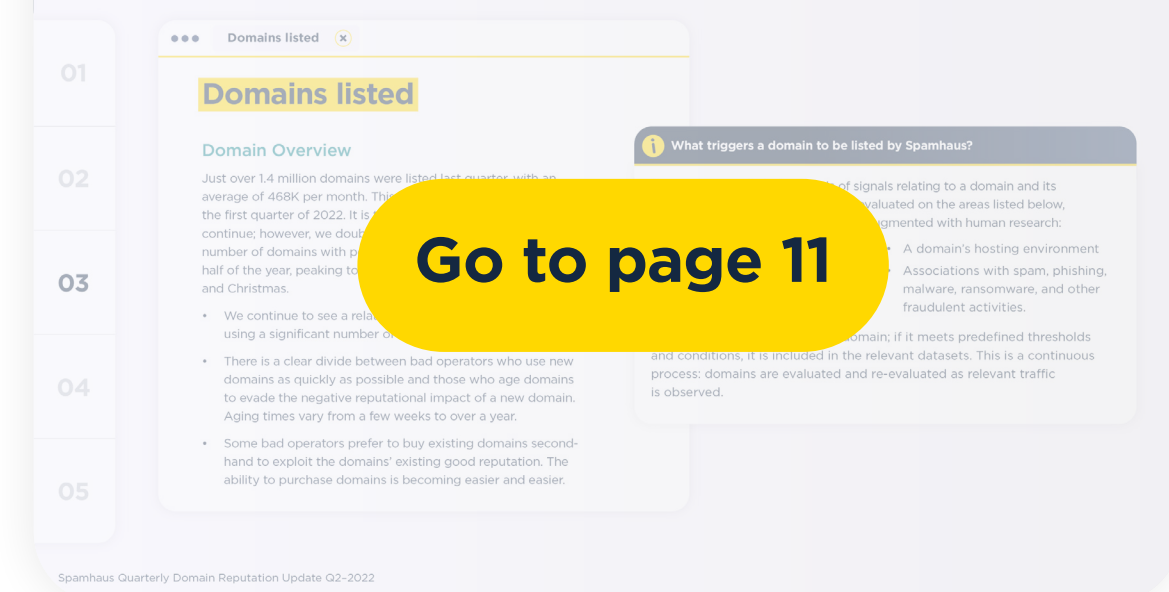 01
02
03
04
05
Domains listed
Domains listed
Domain Overview
Just over 1.4 million domains were listed last quarter, with an
average of 468K per month.
the first quarter of 2022. It is
continue; however, we
number of domains with
half of the year, peaking to
and Christmas.
• We continue to see a
using a significant number
• There is a clear divide between bad operators who use new
domains as quickly as possible and those who age domains
to evade the negative reputational impact of a new domain.
Aging times vary from a few weeks to over a year.
• Some bad operators prefer to buy existing domains second-
hand to exploit the domains’ existing good reputation. The
ability to purchase domains is becoming easier and easier.
Go to page 11
What triggers a domain to be listed by Spamhaus?
of signals relating to a domain and its
evaluated on the areas listed below,
augmented with human research:
• A domain’s hosting environment
• Associations with spam, phishing,
malware, ransomware, and other
fraudulent activities.
domain; if it meets predefined thresholds
and conditions, it is included in the relevant datasets. This is a continuous
process: domains are evaluated and re-evaluated as relevant traffic
is observed.
Spamhaus Quarterly Domain Reputation Update Q2–2022